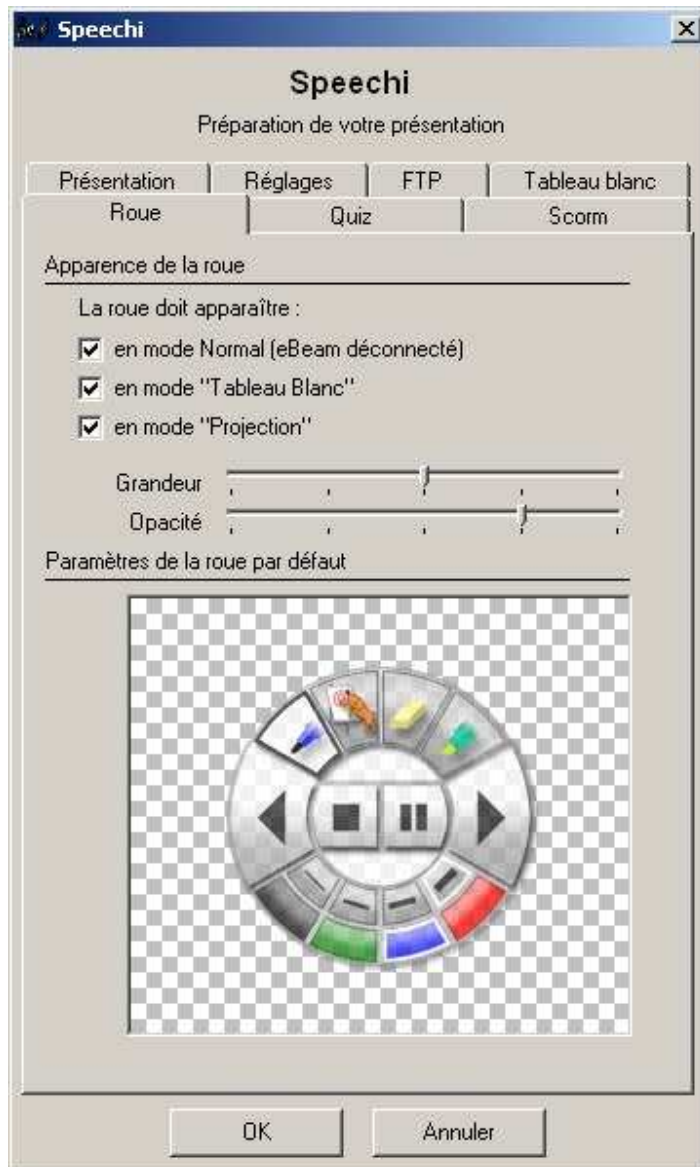 Speechi
Speechi
Préparation de votre présentation
Présentation Réglages FTP Tableau blanc
Roue Quiz Scorm
Apparence de la roue
La roue doit apparaître :
en mode Normal (eBeam déconnecté)
en mode "Tableau Blanc"
en mode "Projection"
Grandeur
Opacité
Paramètres de la roue par défaut
OK Annuler